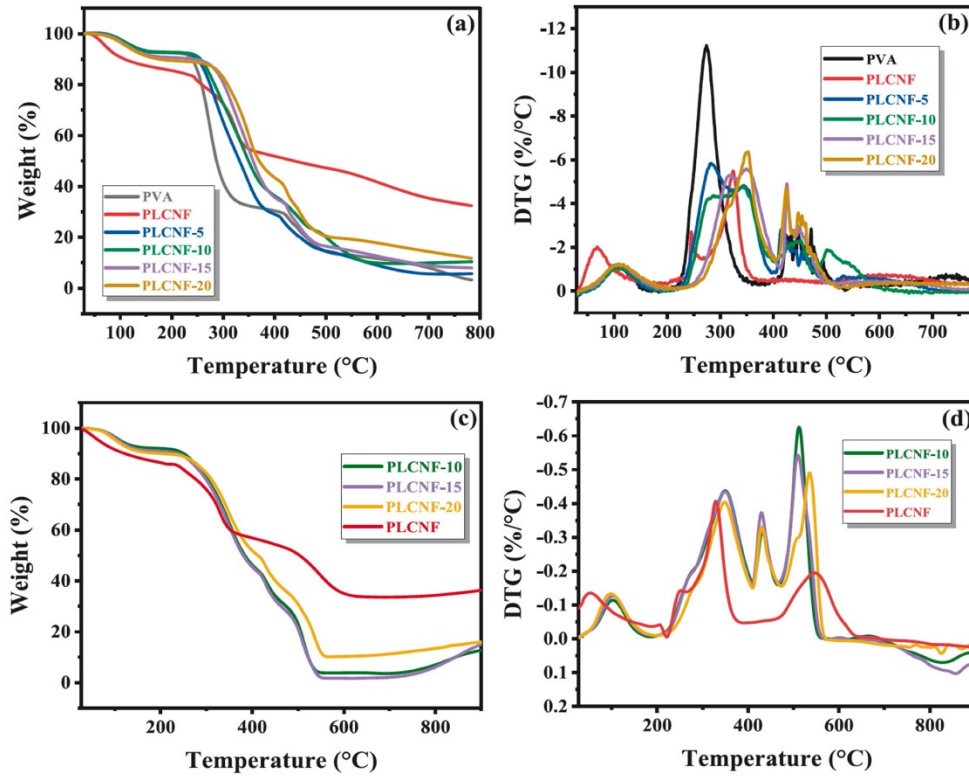 (a)
100
80
60
40
20
0
Weight (%)
PVA
PLCNF
PLCNF-5
PLCNF-10
PLCNF-15
PLCNF-20
100 200 300 400 500 600 700 800
Temperature (°C)
(b)
-12
-10
-8
-6
-4
-2
0
DTG (%/°C)
PVA
PLCNF
PLCNF-5
PLCNF-10
PLCNF-15
PLCNF-20
100 200 300 400 500 600 700
Temperature (°C)
(c)
100
80
60
40
20
0
Weight (%)
PLCNF-10
PLCNF-15
PLCNF-20
PLCNF
200 400 600 800
Temperature (°C)
(d)
-0.7
-0.6
-0.5
-0.4
-0.3
-0.2
-0.1
0.0
0.1
0.2
DTG (%/°C)
PLCNF-10
PLCNF-15
PLCNF-20
PLCNF
200 400 600 800
Temperature (°C)